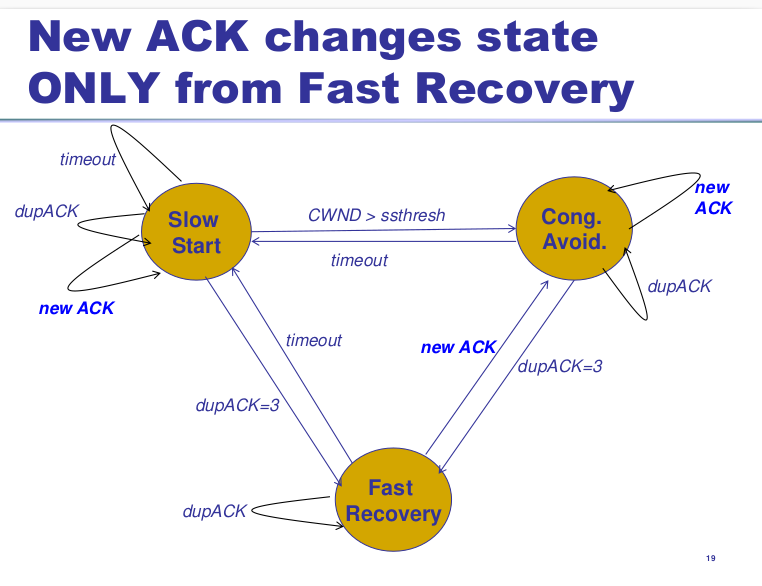 New ACK changes state
ONLY from Fast Recovery
timeout
dupACK
new ACK
Slow
Start
CWND > ssthresh
timeout
Cong.
Avoid.
new
ACK
dupACK
timeout
dupACK=3
new ACK
dupACK=3
Fast
Recovery
dupACK
19